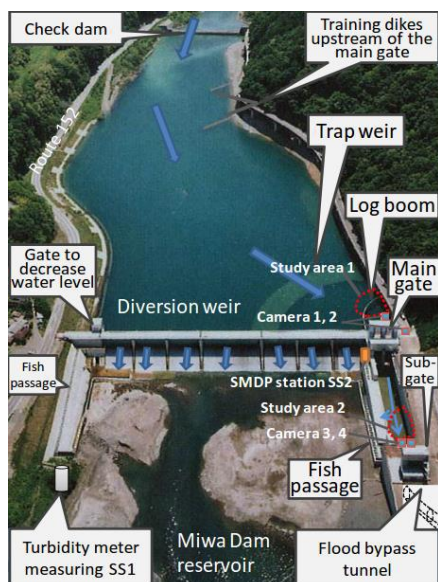 Check dam
Training dikes
upstream of the
main gate
Route 152
Trap weir
Log boom
Study area 1
Gate to
decrease
water level
Main
gate
Diversion weir
Camera 1, 2
Fish
passage
Sub-
gate
SMDP station SS2
Study area 2
Camera 3, 4
Fish
passage
Turbidity meter
measuring SS1
Miwa Dam
reservoir
Flood bypass
tunnel